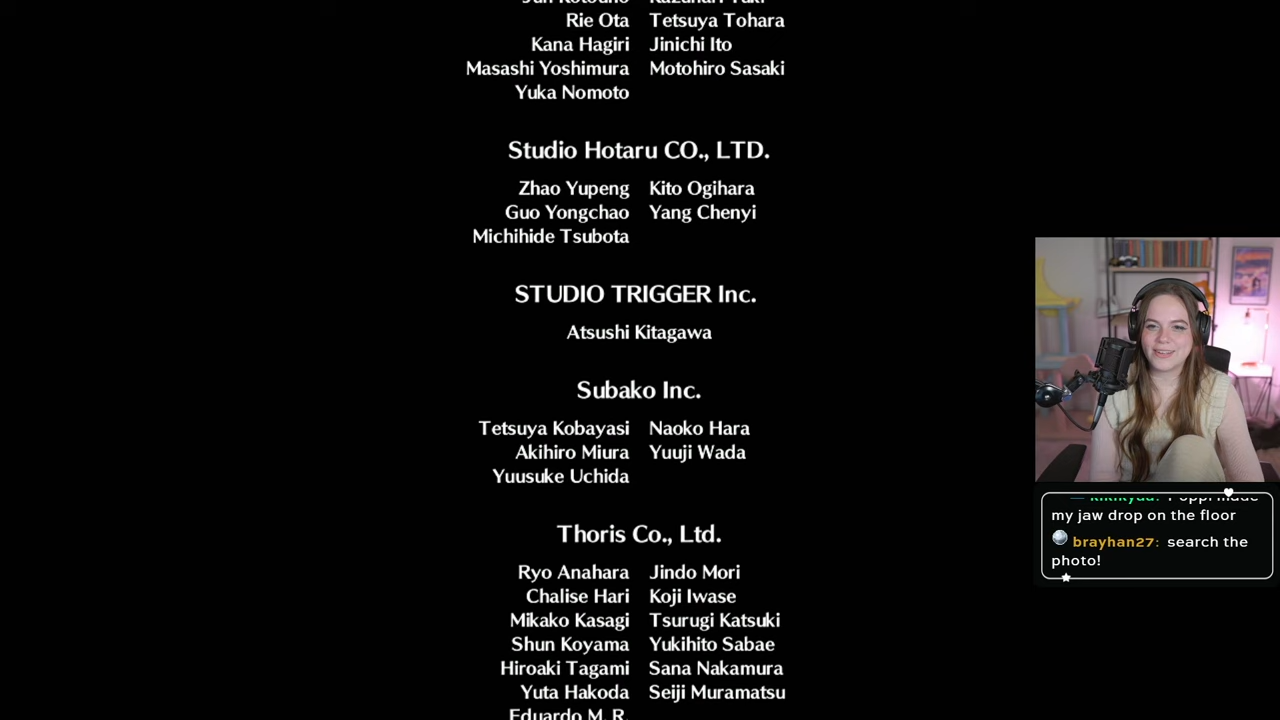 Rie Ota Tetsuya Tohara
Kana Hagiri Jinichi Ito
Masashi Yoshimura Motohiro Sasaki
Yuka Nomoto
Studio Hotaru CO., LTD.
Zhao Yupeng Kito Ogihara
Guo Yongchao Yang Chenyi
Michihide Tsubota
STUDIO TRIGGER Inc.
Atsushi Kitagawa
Subako Inc.
Tetsuya Kobayasi Naoko Hara
Akihiro Miura Yuuji Wada
Yuusuke Uchida
Thoris Co., Ltd.
Ryo Anahara Jindo Mori
Chalise Hari Koji Iwase
Mikako Kasagi Tsurugi Katsuki
Shun Koyama Yukihito Sabae
Hiroaki Tagami Sana Nakamura
Yuta Hakoda Seiji Muramatsu
Eduardo M. R.
made
my jaw drop on the floor
brayhan27: search the
photo!